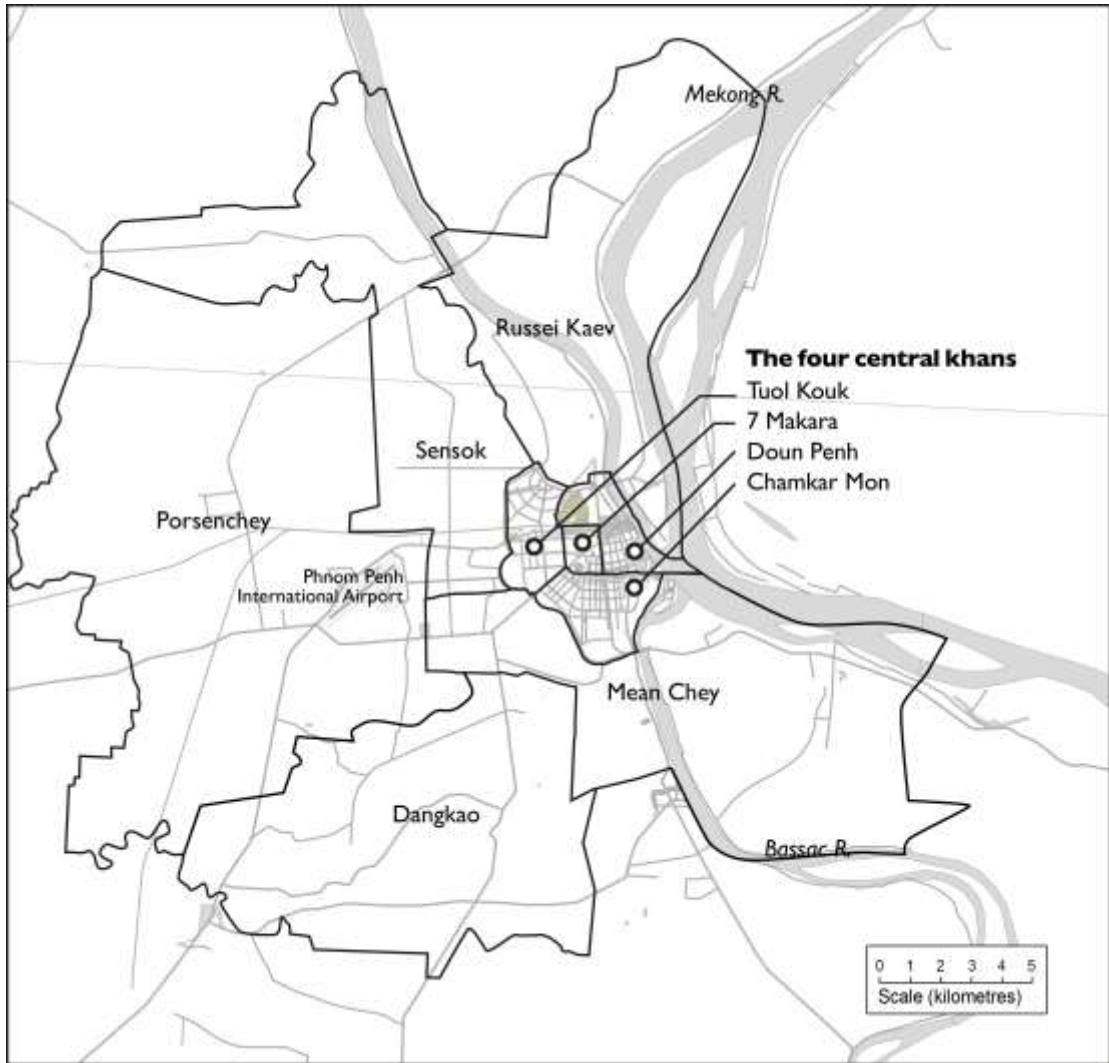 Mekong R.
Russei Kaev
The four central khans
Tuol Kouk
7 Makara
Doun Penh
Chamkar Mon
Sensok
Porsenchey
Phnom Penh
International Airport
Mean Chey
Dangkao
Bassac R.
0 1 2 3 4 5
Scale (kilometres)